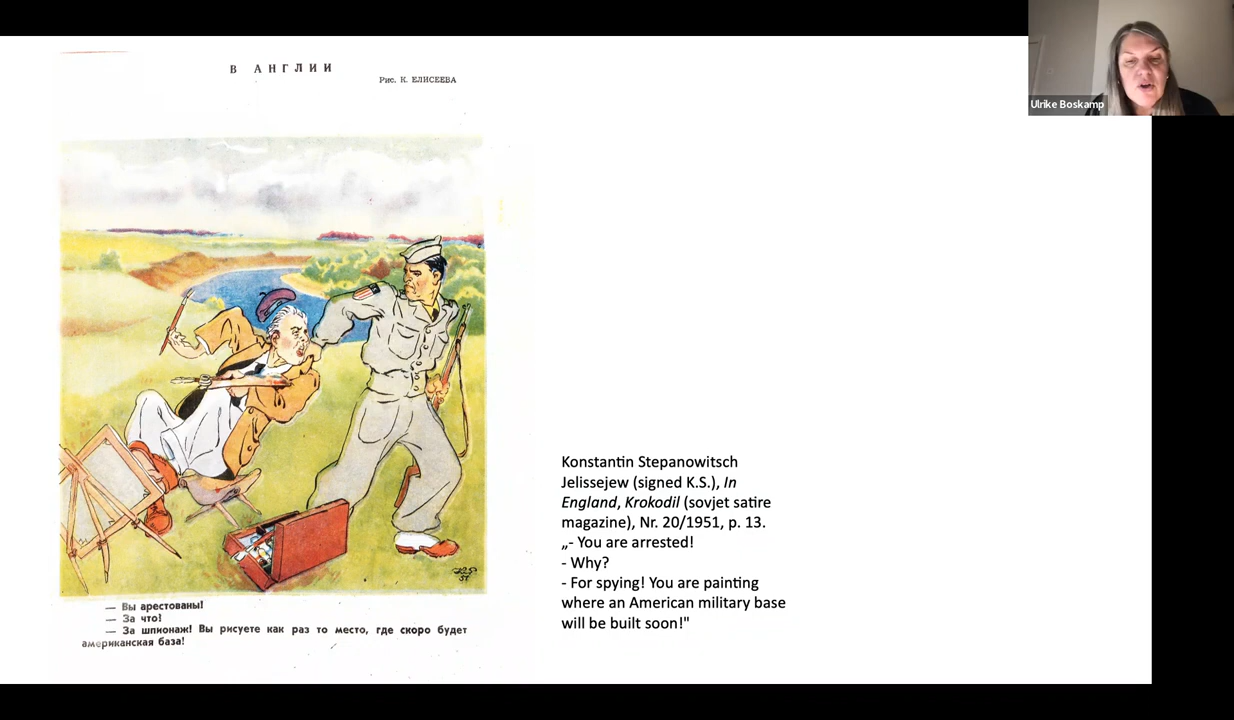 Ulrike Boskamp
В АНГЛИИ
Рис. К. ЕЛИСЕЕВА
— Вы арестованы!
— За что!
— За шпионаж! Вы рисуете как раз то место, где скоро будет
американская база!
Konstantin Stepanowitsch
Jelissejew (signed K.S.), In
England, Krokodil (sovjet satire
magazine), Nr. 20/1951, p. 13.
„- You are arrested!
- Why?
- For spying! You are painting
where an American military base
will be built soon!"